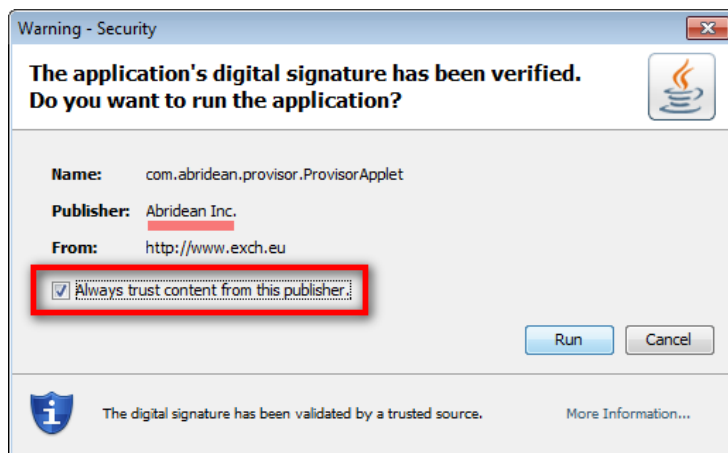 Warning - Security
The application's digital signature has been verified.
Do you want to run the application?
Name: com.abridean.provisor.ProvisorApplet
Publisher: Abridean Inc.
From: http://www.exch.eu
Always trust content from this publisher.
Run Cancel
The digital signature has been validated by a trusted source. More Information...